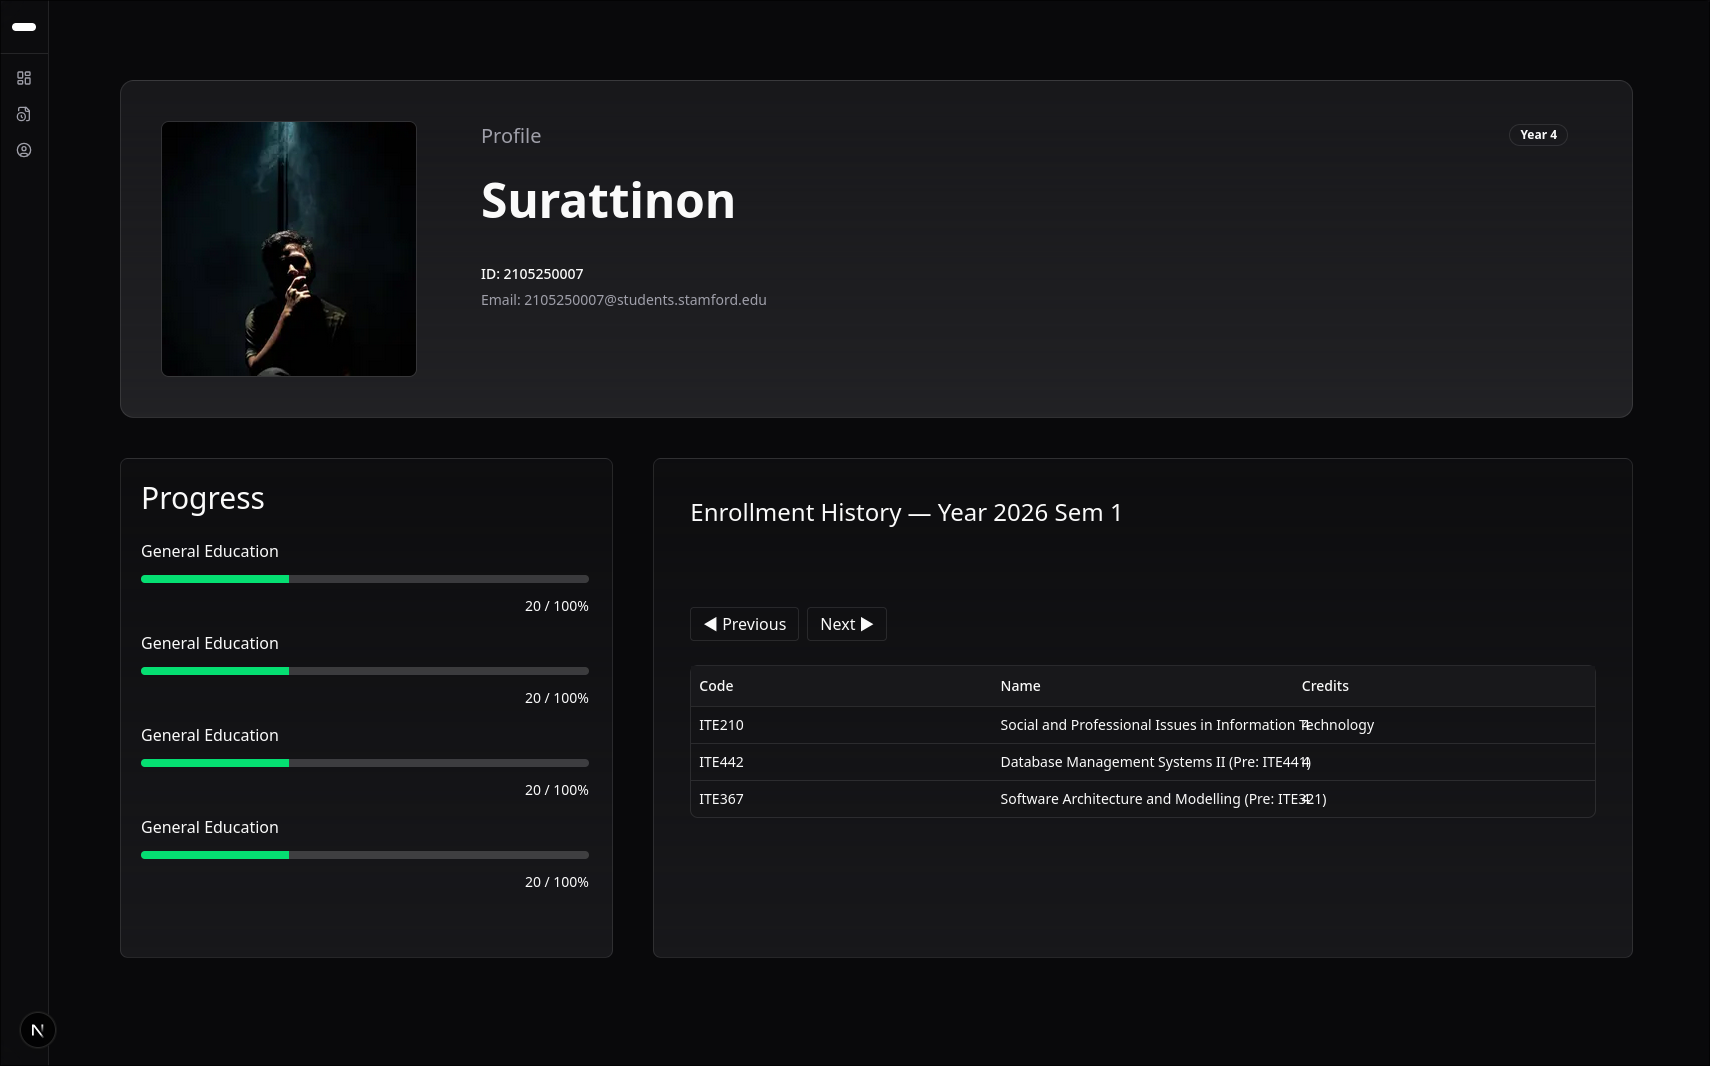 Profile
Year 4
Surattinon
ID: 2105250007
Email: 2105250007@students.stamford.edu
Progress
General Education
20 / 100%
General Education
20 / 100%
General Education
20 / 100%
General Education
20 / 100%
Enrollment History — Year 2026 Sem 1
◀ Previous
Next ▶
Code Name Credits
ITE210 Social and Professional Issues in Information Technology 4
ITE442 Database Management Systems II (Pre: ITE441) 4
ITE367 Software Architecture and Modelling (Pre: ITE321) 4
N